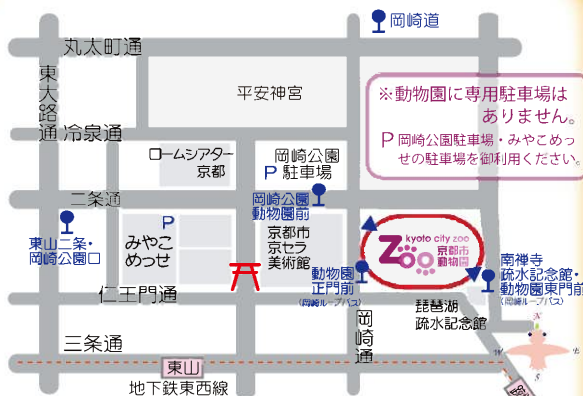 岡崎道
丸太町通
東大路通
平安神宮
※動物園に専用駐車場は
ありません。
P 岡崎公園駐車場・みやこめっ
せの駐車場を御利用ください。
冷泉通
ロームシアター
京都
岡崎公園
P 駐車場
二条通
岡崎公園
動物園前
東山二条・
岡崎公園口
P
みやこ
めっせ
京都市
京セラ
美術館
kyoto city zoo
ZOO
京都市
動物園
動物園
正門前
(岡崎ループバス)
南禅寺
疏水記念館・
動物園東門前
(岡崎ループバス)
仁王門通
岡崎通
琵琶湖
疏水記念館
三条通
東山
地下鉄東西線
N
W
E
S